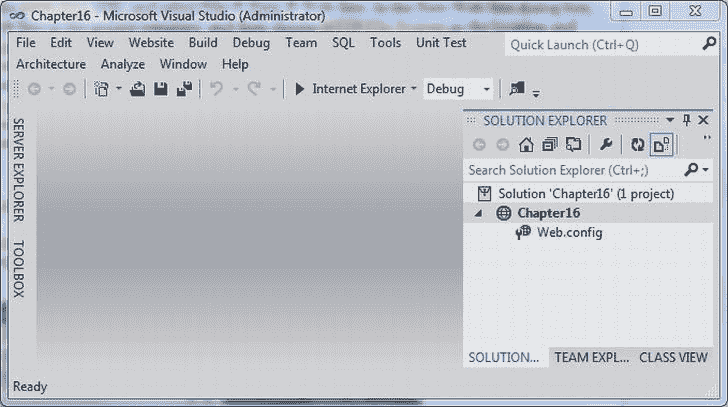 Chapter16 - Microsoft Visual Studio (Administrator)
File Edit View Website Build Debug Team SQL Tools Unit Test
Quick Launch (Ctrl+Q)
Architecture Analyze Window Help
Internet Explorer Debug
SERVER EXPLORER
TOOLBOX
SOLUTION EXPLORER
Search Solution Explorer (Ctrl+;)
Solution 'Chapter16' (1 project)
Chapter16
Web.config
SOLUTION... TEAM EXPL... CLASS VIEW
Ready